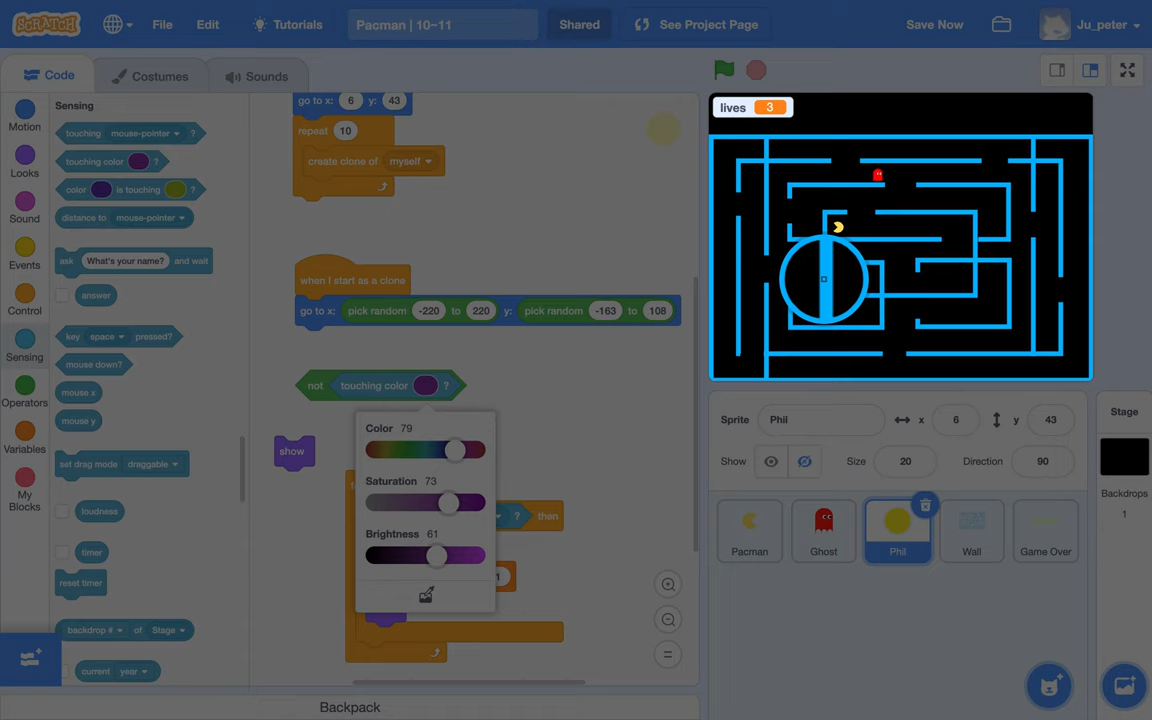 SCRATCH
File
Edit
Tutorials
Pacman | 10-11
Shared
See Project Page
Save Now
Ju_peter
Code
Costumes
Sounds
Motion
Looks
Sound
Events
Control
Sensing
Operators
Variables
My Blocks
Sensing
touching mouse-pointer ?
touching color ?
color is touching ?
distance to mouse-pointer
ask What's your name? and wait
answer
key space pressed?
mouse down?
mouse x
mouse y
set drag mode draggable
loudness
timer
reset timer
backdrop # of Stage
current year
go to x: 6 y: 43
repeat 10
create clone of myself
when I start as a clone
go to x: pick random -220 to 220 y: pick random -163 to 108
not touching color ?
show
Color 79
Saturation 73
Brightness 61
? then
1
Backpack
lives 3
Sprite Phil x 6 y 43
Show Size 20 Direction 90
Pacman
Ghost
Phil
Wall
Game Over
Stage
Backdrops
1